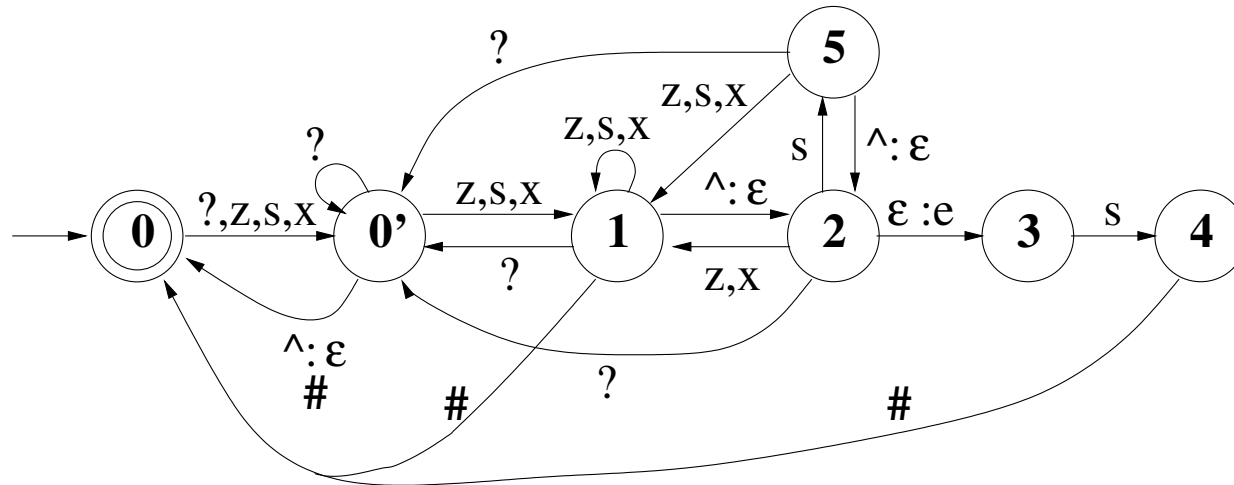 5
?
z,s,x
z,s,x
s
^: ε
?
z,s,x
^: ε
?,z,s,x
ε :e
s
0
0'
1
2
3
4
?
z,x
^: ε
#
?
#
#